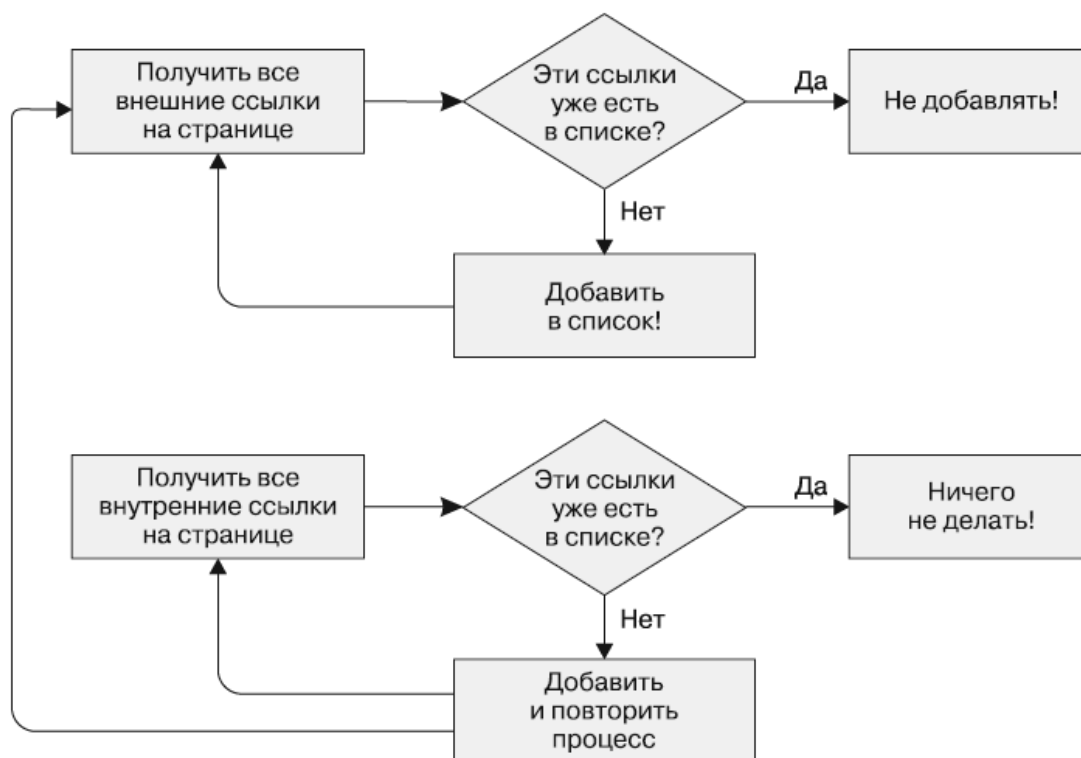 Получить все
внешние ссылки
на странице
Эти ссылки
уже есть
в списке?
Да
Не добавлять!
Нет
Добавить
в список!
Получить все
внутренние ссылки
на странице
Эти ссылки
уже есть
в списке?
Да
Ничего
не делать!
Нет
Добавить
и повторить
процесс